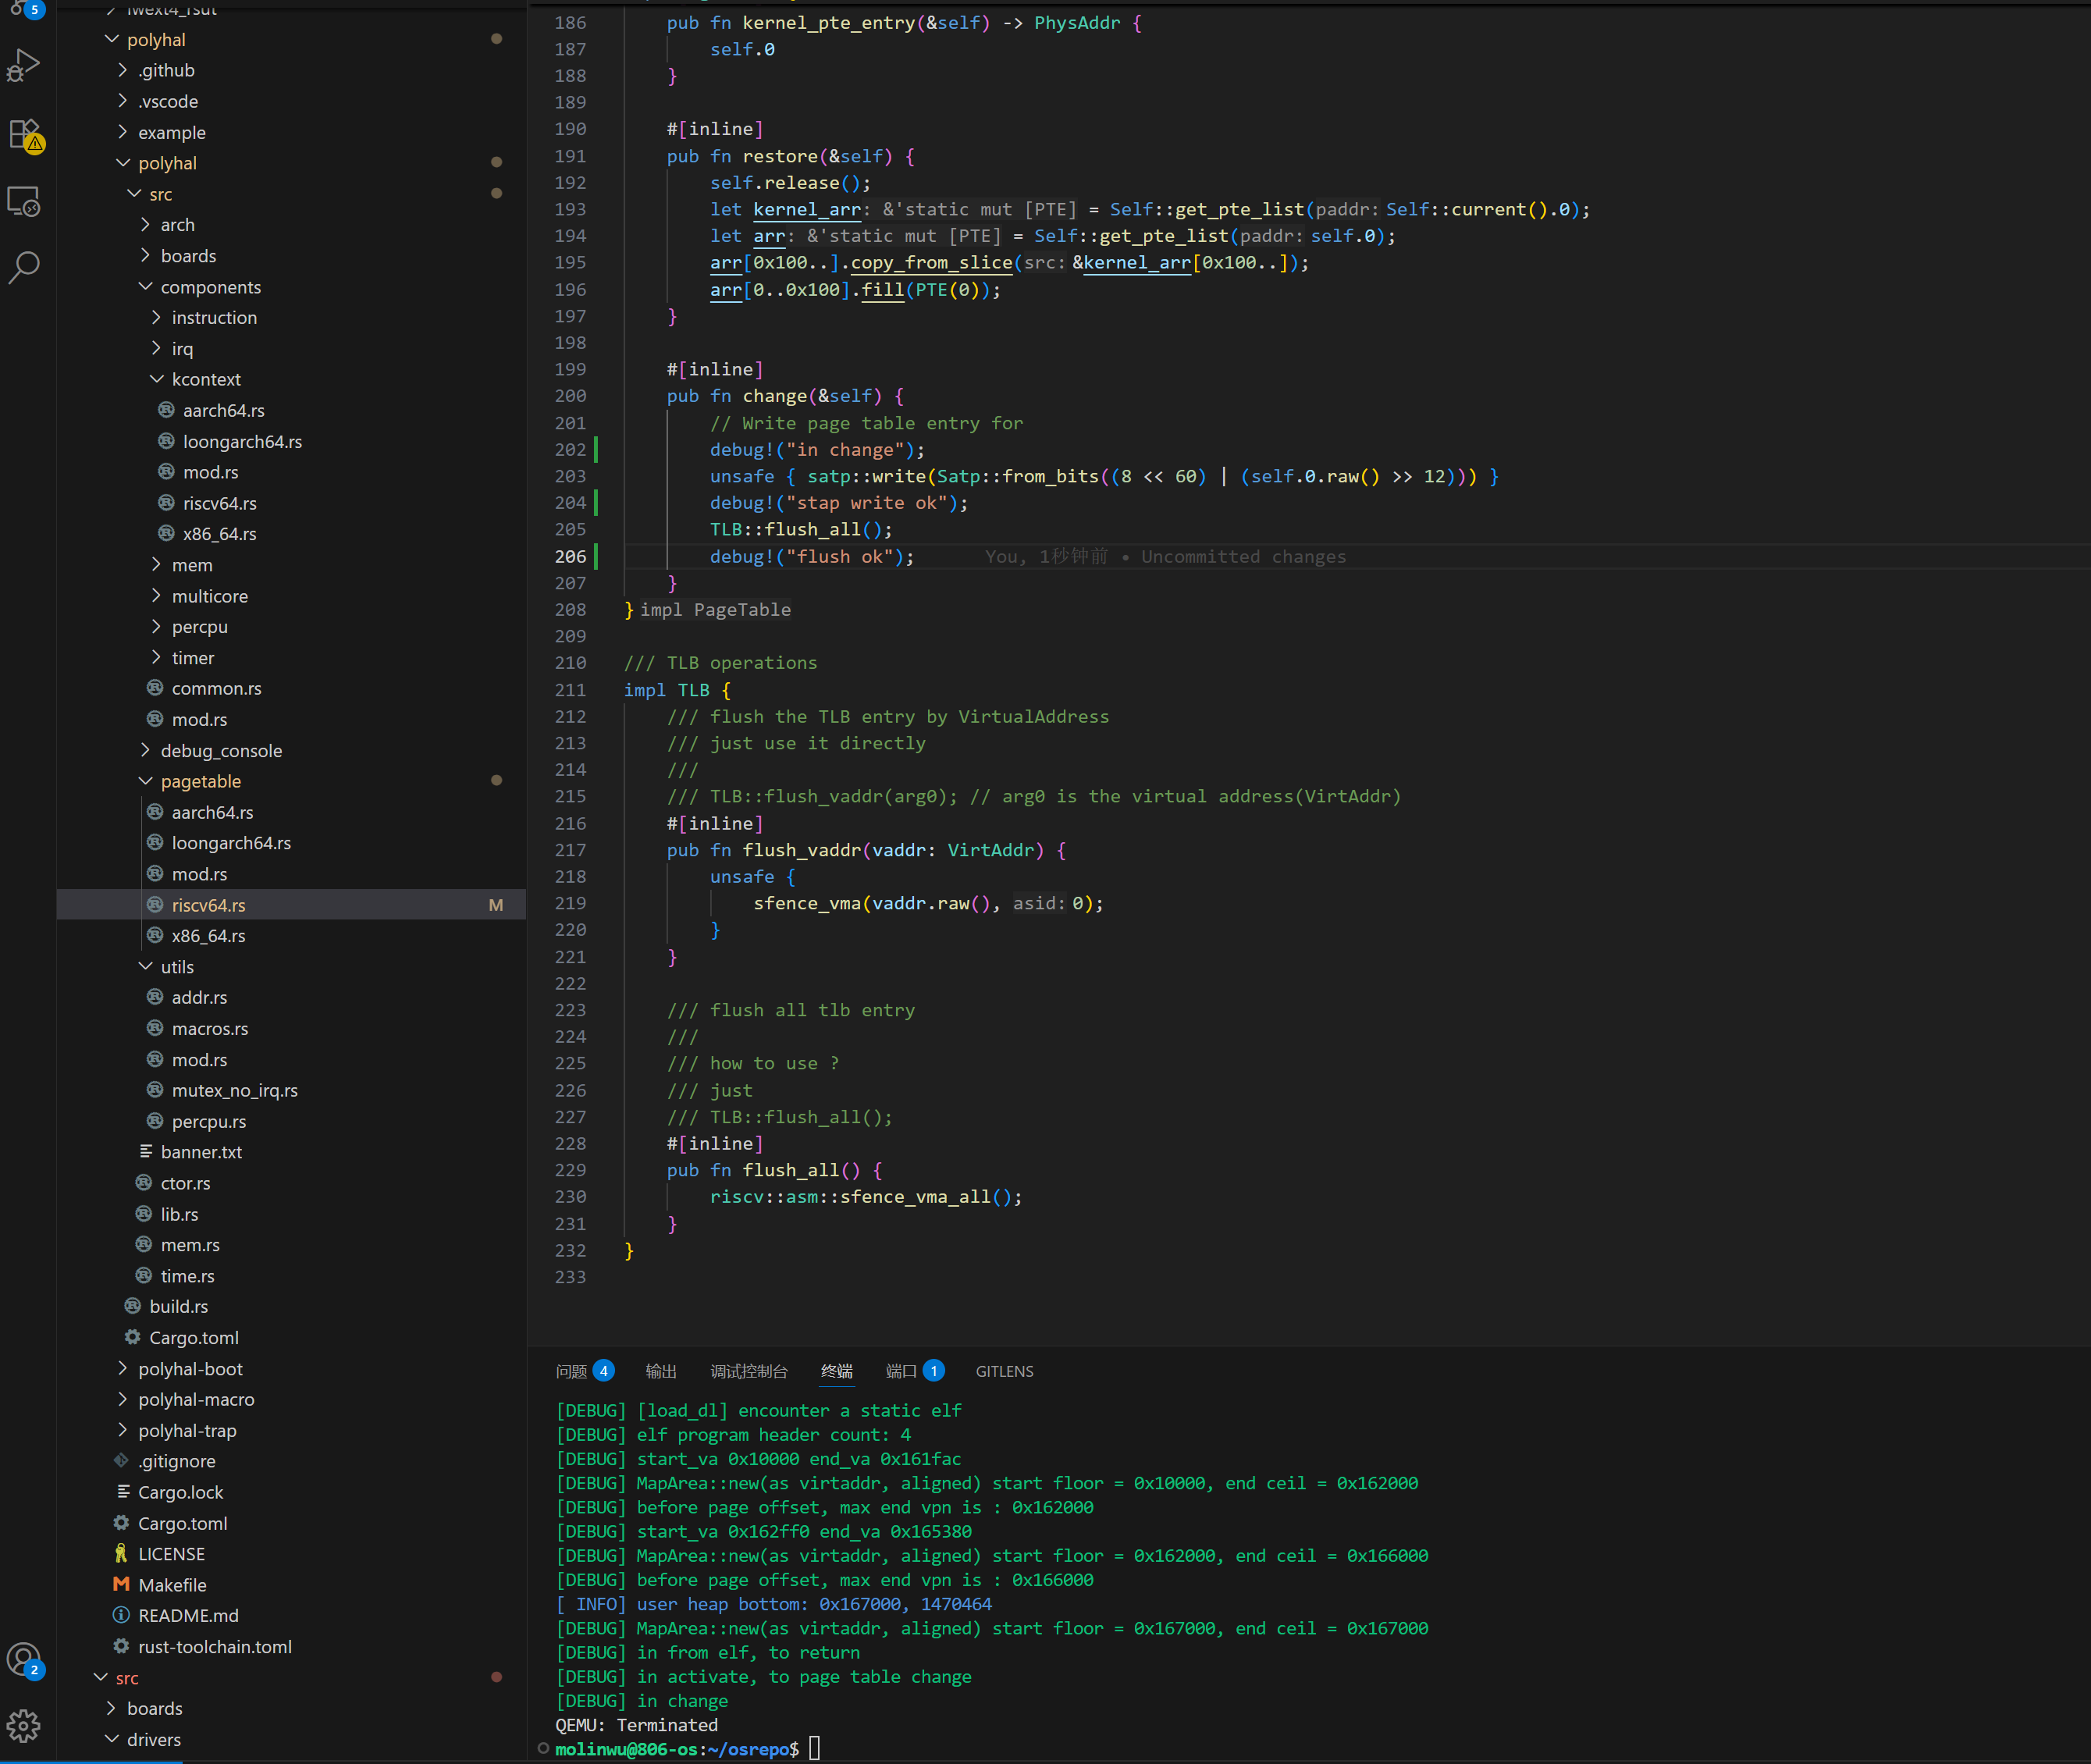 5
lwext4_rsut
polyhal
.github
.vscode
example
polyhal
src
arch
boards
components
instruction
irq
kcontext
aarch64.rs
loongarch64.rs
mod.rs
riscv64.rs
x86_64.rs
mem
multicore
percpu
timer
common.rs
mod.rs
debug_console
pagetable
aarch64.rs
loongarch64.rs
mod.rs
riscv64.rs M
x86_64.rs
utils
addr.rs
macros.rs
mod.rs
mutex_no_irq.rs
percpu.rs
banner.txt
ctor.rs
lib.rs
mem.rs
time.rs
build.rs
Cargo.toml
polyhal-boot
polyhal-macro
polyhal-trap
.gitignore
Cargo.lock
Cargo.toml
LICENSE
Makefile
README.md
rust-toolchain.toml
src
boards
drivers
2
186 pub fn kernel_pte_entry(&self) -> PhysAddr {
187 self.0
188 }
189
190 #[inline]
191 pub fn restore(&self) {
192 self.release();
193 let kernel_arr: &'static mut [PTE] = Self::get_pte_list(paddr: Self::current().0);
194 let arr: &'static mut [PTE] = Self::get_pte_list(paddr: self.0);
195 arr[0x100..].copy_from_slice(src: &kernel_arr[0x100..]);
196 arr[0..0x100].fill(PTE(0));
197 }
198
199 #[inline]
200 pub fn change(&self) {
201 // Write page table entry for
202 debug!("in change");
203 unsafe { satp::write(Satp::from_bits((8 << 60) | (self.0.raw() >> 12))) }
204 debug!("stap write ok");
205 TLB::flush_all();
206 debug!("flush ok"); You, 1秒钟前 • Uncommitted changes
207 }
208 } impl PageTable
209
210 /// TLB operations
211 impl TLB {
212 /// flush the TLB entry by VirtualAddress
213 /// just use it directly
214 ///
215 /// TLB::flush_vaddr(arg0); // arg0 is the virtual address(VirtAddr)
216 #[inline]
217 pub fn flush_vaddr(vaddr: VirtAddr) {
218 unsafe {
219 sfence_vma(vaddr.raw(), asid: 0);
220 }
221 }
222
223 /// flush all tlb entry
224 ///
225 /// how to use ?
226 /// just
227 /// TLB::flush_all();
228 #[inline]
229 pub fn flush_all() {
230 riscv::asm::sfence_vma_all();
231 }
232 }
233
问题 4 输出 调试控制台 终端 端口 1 GITLENS
[DEBUG] [load_dl] encounter a static elf
[DEBUG] elf program header count: 4
[DEBUG] start_va 0x10000 end_va 0x161fac
[DEBUG] MapArea::new(as virtaddr, aligned) start floor = 0x10000, end ceil = 0x162000
[DEBUG] before page offset, max end vpn is : 0x162000
[DEBUG] start_va 0x162ff0 end_va 0x165380
[DEBUG] MapArea::new(as virtaddr, aligned) start floor = 0x162000, end ceil = 0x166000
[DEBUG] before page offset, max end vpn is : 0x166000
[ INFO] user heap bottom: 0x167000, 1470464
[DEBUG] MapArea::new(as virtaddr, aligned) start floor = 0x167000, end ceil = 0x167000
[DEBUG] in from elf, to return
[DEBUG] in activate, to page table change
[DEBUG] in change
QEMU: Terminated
molinwu@806-os:~/osrepo$